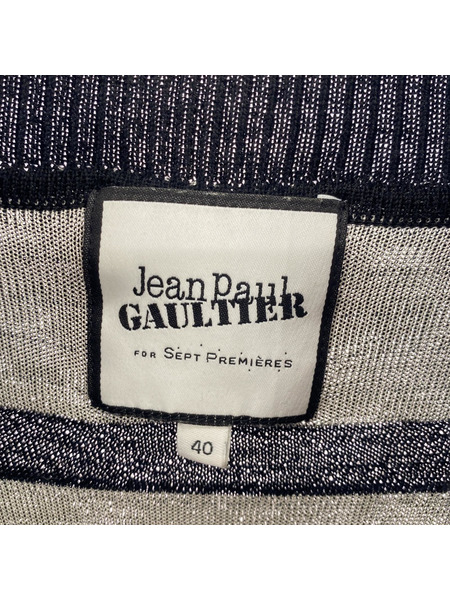 Jean Paul
GAULTIER
FOR SEPT PREMIÈRES
40